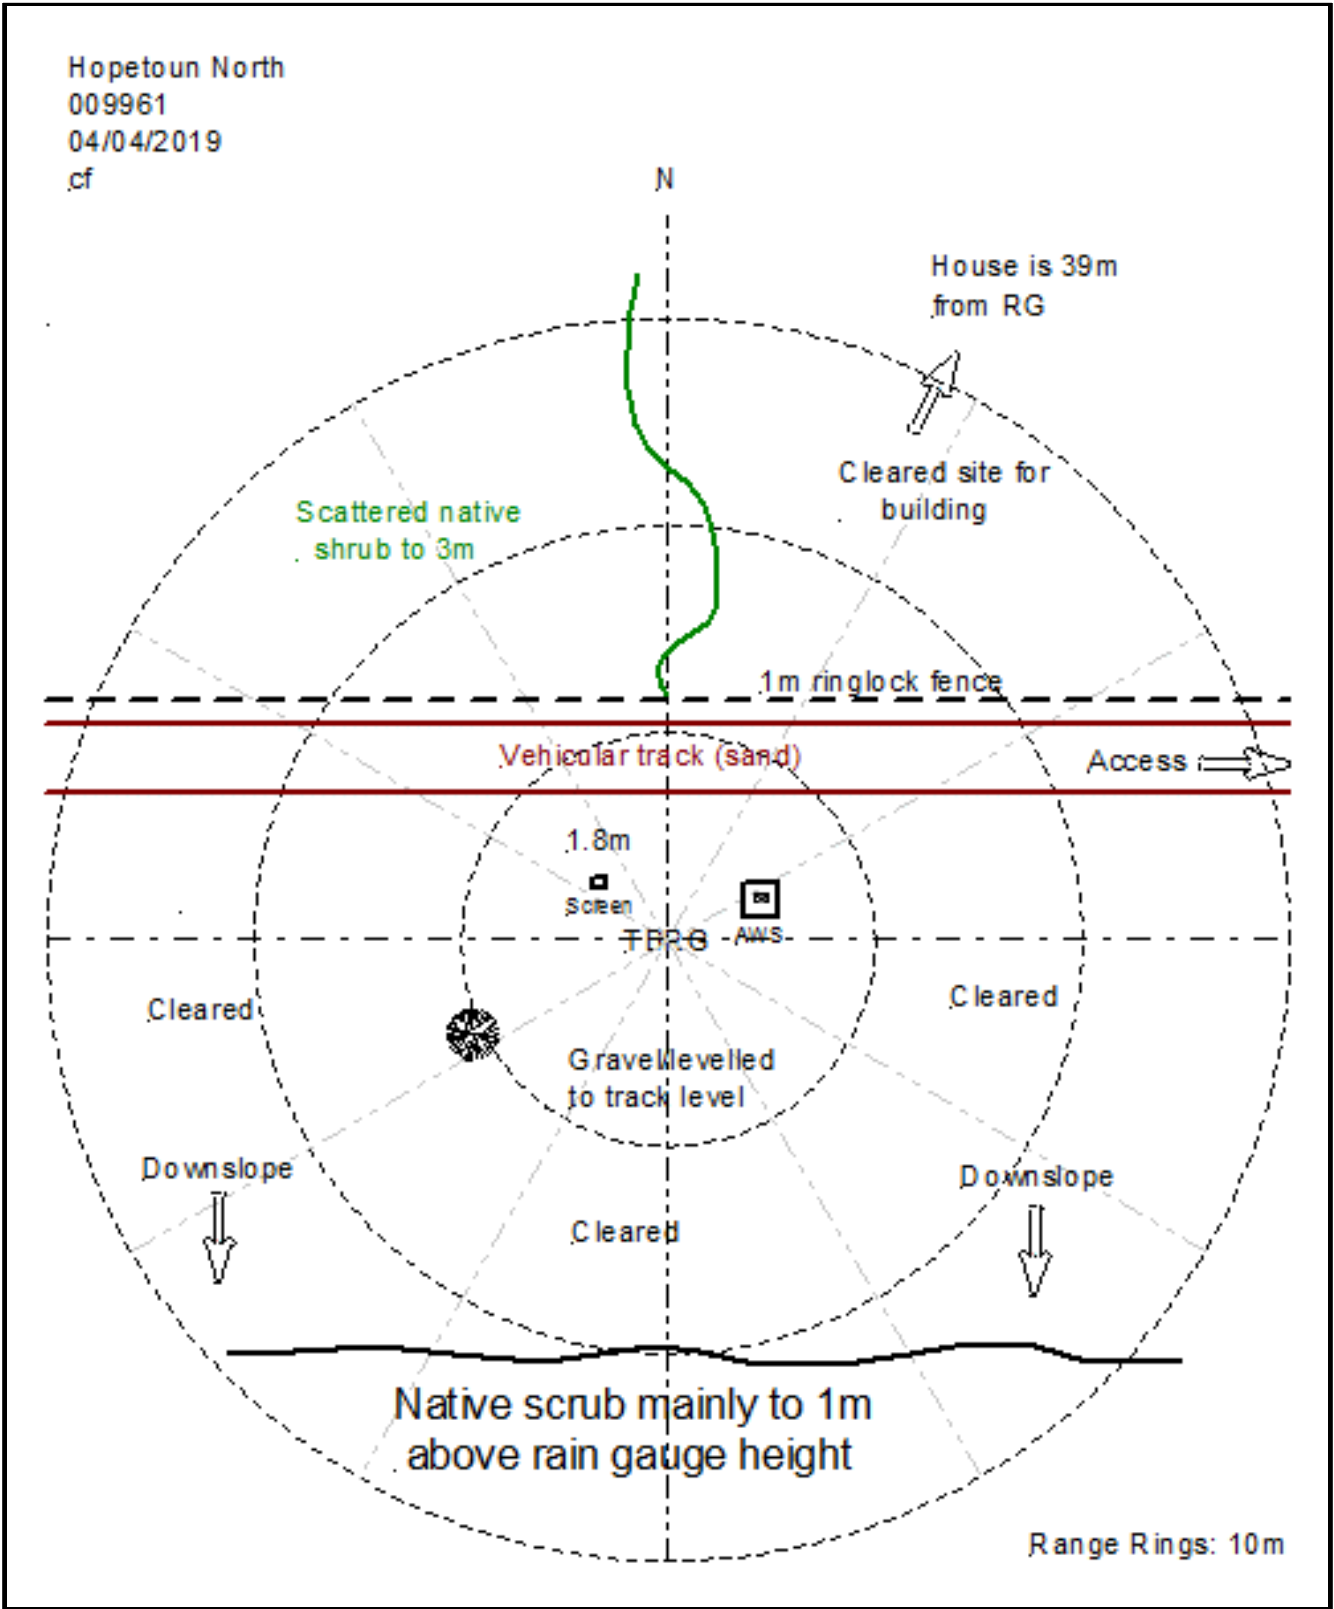 Hopetoun North
009961
04/04/2019
cf
N
House is 39m
from RG
Cleared site for
building
Scattered native
shrub to 3m
1m ringlock fence
Vehicular track (sand)
Access
1.8m
Screen
TBRG
AWS
Cleared
Cleared
Gravel levelled
to track level
Downslope
Downslope
Cleared
Native scrub mainly to 1m
above rain gauge height
Range Rings: 10m